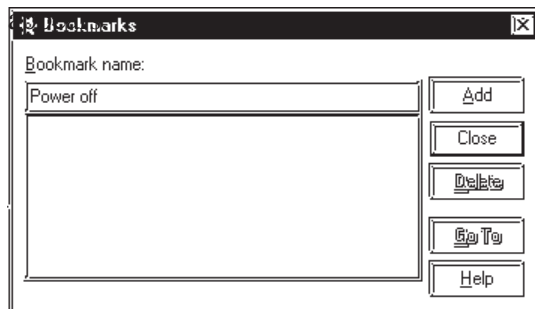 Bookmarks
Bookmark name:
Power off
Add
Close
Delete
Go To
Help